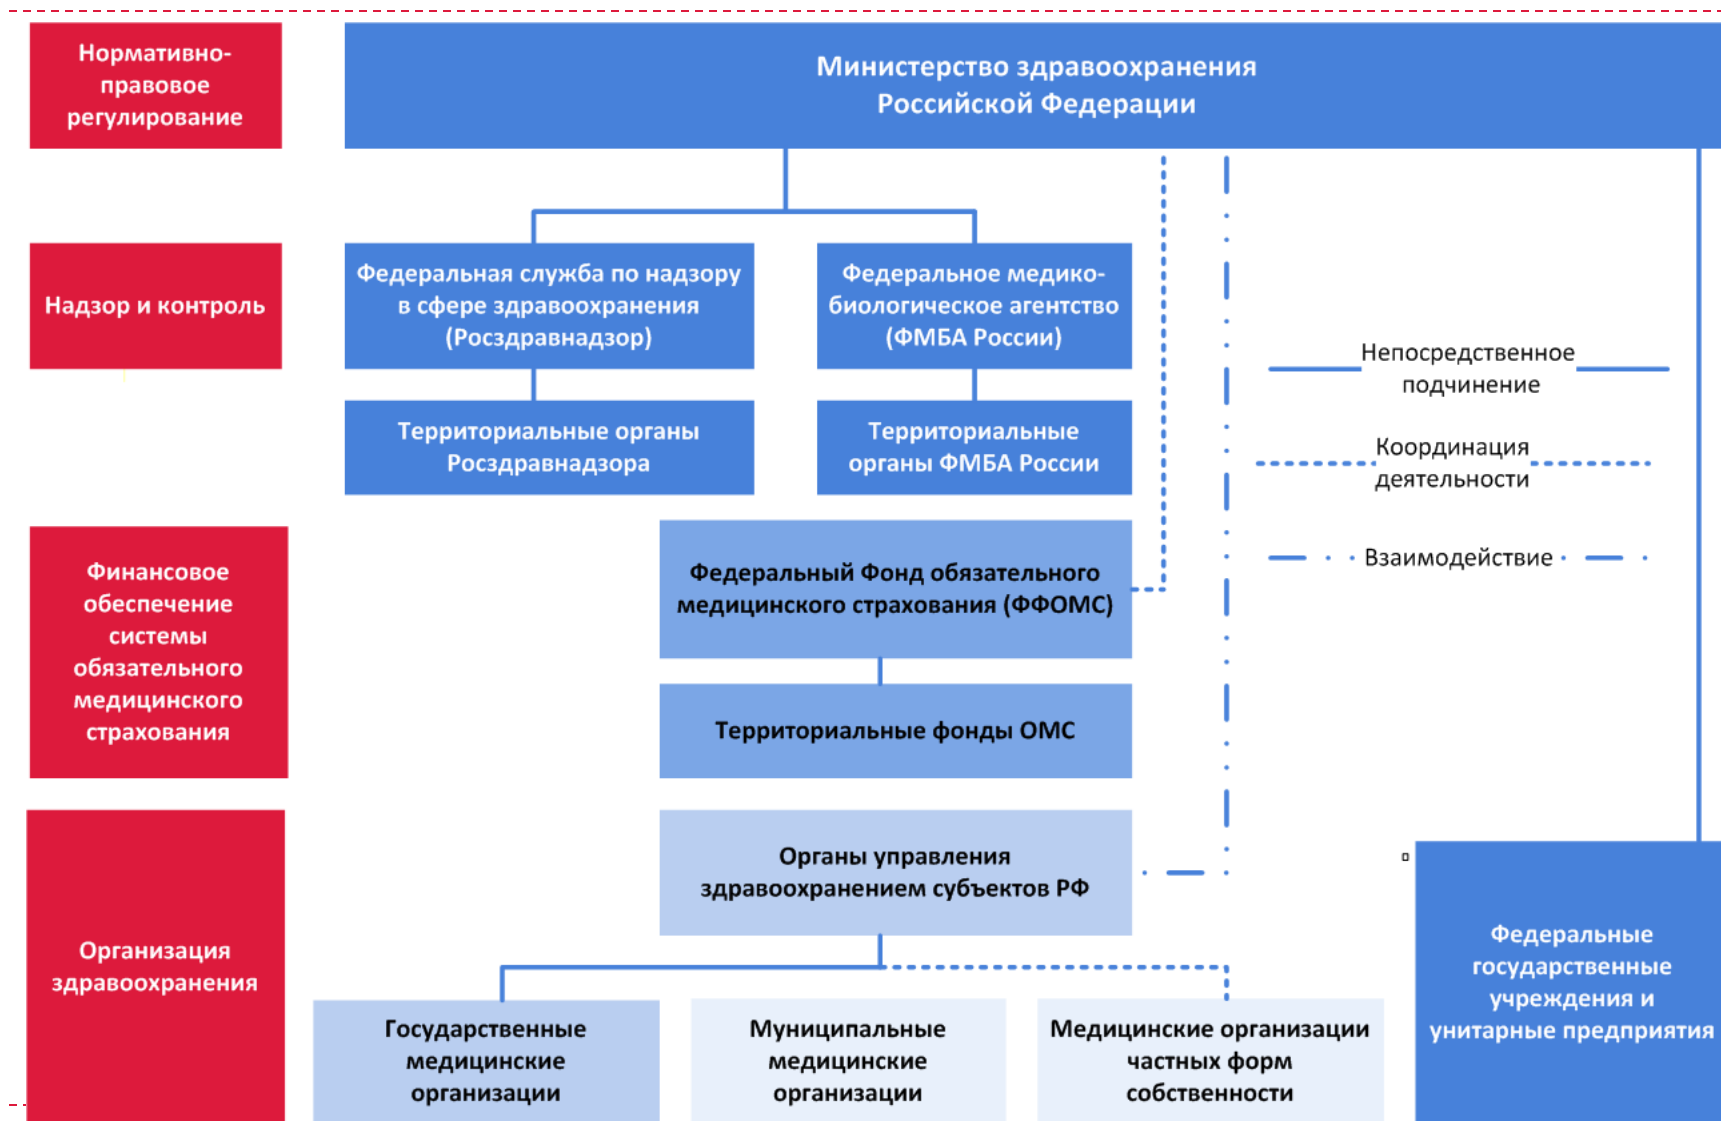 Нормативно-
правовое
регулирование
Министерство здравоохранения
Российской Федерации
Надзор и контроль
Федеральная служба по надзору
в сфере здравоохранения
(Росздравнадзор)
Федеральное медико-
биологическое агентство
(ФМБА России)
Непосредственное
подчинение
Территориальные органы
Росздравнадзора
Территориальные
органы ФМБА России
Координация
деятельности
Взаимодействие
Финансовое
обеспечение
системы
обязательного
медицинского
страхования
Федеральный Фонд обязательного
медицинского страхования (ФФОМС)
Территориальные фонды ОМС
Организация
здравоохранения
Органы управления
здравоохранением субъектов РФ
Государственные
медицинские
организации
Муниципальные
медицинские
организации
Медицинские организации
частных форм
собственности
Федеральные
государственные
учреждения и
унитарные предприятия